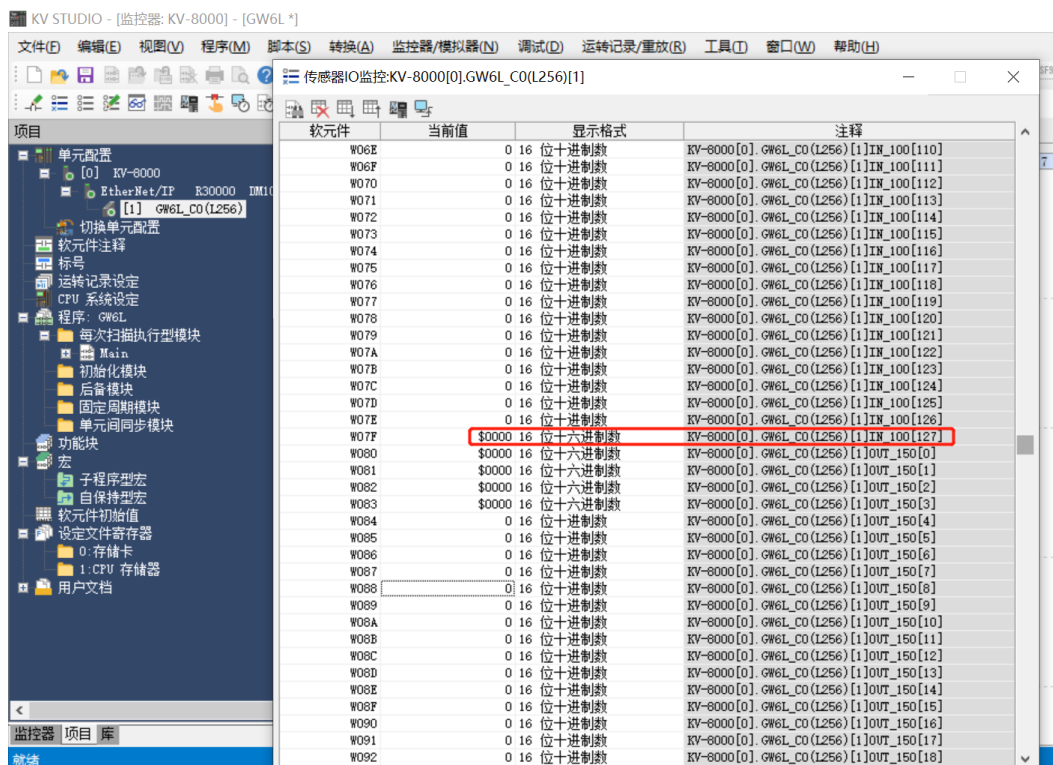 KV STUDIO - [监控器: KV-8000] - [GW6L *]
文件(F) 编辑(E) 视图(V) 程序(M) 脚本(S) 转换(A) 监控器/模拟器(N) 调试(D) 运转记录/重放(R) 工具(T) 窗口(W) 帮助(H)
传感器IO监控:KV-8000[0].GW6L_C0(L256)[1]
项目
单元配置
[0] KV-8000
EtherNet/IP R30000 DM10
[1] GW6L_C0(L256)
切换单元配置
软元件注释
标号
运转记录设定
CPU 系统设定
程序: GW6L
每次扫描执行型模块
Main
初始化模块
后备模块
固定周期模块
单元间同步模块
功能块
宏
子程序型宏
自保持型宏
软元件初始值
设定文件寄存器
0:存储卡
1:CPU 存储器
用户文档
监控器 项目 库
就绪
软元件 当前值 显示格式 注释
W06E 0 16 位十进制数 KV-8000[0].GW6L_C0(L256)[1]IN_100[110]
W06F 0 16 位十进制数 KV-8000[0].GW6L_C0(L256)[1]IN_100[111]
W070 0 16 位十进制数 KV-8000[0].GW6L_C0(L256)[1]IN_100[112]
W071 0 16 位十进制数 KV-8000[0].GW6L_C0(L256)[1]IN_100[113]
W072 0 16 位十进制数 KV-8000[0].GW6L_C0(L256)[1]IN_100[114]
W073 0 16 位十进制数 KV-8000[0].GW6L_C0(L256)[1]IN_100[115]
W074 0 16 位十进制数 KV-8000[0].GW6L_C0(L256)[1]IN_100[116]
W075 0 16 位十进制数 KV-8000[0].GW6L_C0(L256)[1]IN_100[117]
W076 0 16 位十进制数 KV-8000[0].GW6L_C0(L256)[1]IN_100[118]
W077 0 16 位十进制数 KV-8000[0].GW6L_C0(L256)[1]IN_100[119]
W078 0 16 位十进制数 KV-8000[0].GW6L_C0(L256)[1]IN_100[120]
W079 0 16 位十进制数 KV-8000[0].GW6L_C0(L256)[1]IN_100[121]
W07A 0 16 位十进制数 KV-8000[0].GW6L_C0(L256)[1]IN_100[122]
W07B 0 16 位十进制数 KV-8000[0].GW6L_C0(L256)[1]IN_100[123]
W07C 0 16 位十进制数 KV-8000[0].GW6L_C0(L256)[1]IN_100[124]
W07D 0 16 位十进制数 KV-8000[0].GW6L_C0(L256)[1]IN_100[125]
W07E 0 16 位十进制数 KV-8000[0].GW6L_C0(L256)[1]IN_100[126]
W07F $0000 16 位十六进制数 KV-8000[0].GW6L_C0(L256)[1]IN_100[127]
W080 $0000 16 位十六进制数 KV-8000[0].GW6L_C0(L256)[1]OUT_150[0]
W081 $0000 16 位十六进制数 KV-8000[0].GW6L_C0(L256)[1]OUT_150[1]
W082 $0000 16 位十六进制数 KV-8000[0].GW6L_C0(L256)[1]OUT_150[2]
W083 $0000 16 位十六进制数 KV-8000[0].GW6L_C0(L256)[1]OUT_150[3]
W084 0 16 位十进制数 KV-8000[0].GW6L_C0(L256)[1]OUT_150[4]
W085 0 16 位十进制数 KV-8000[0].GW6L_C0(L256)[1]OUT_150[5]
W086 0 16 位十进制数 KV-8000[0].GW6L_C0(L256)[1]OUT_150[6]
W087 0 16 位十进制数 KV-8000[0].GW6L_C0(L256)[1]OUT_150[7]
W088 0 16 位十进制数 KV-8000[0].GW6L_C0(L256)[1]OUT_150[8]
W089 0 16 位十进制数 KV-8000[0].GW6L_C0(L256)[1]OUT_150[9]
W08A 0 16 位十进制数 KV-8000[0].GW6L_C0(L256)[1]OUT_150[10]
W08B 0 16 位十进制数 KV-8000[0].GW6L_C0(L256)[1]OUT_150[11]
W08C 0 16 位十进制数 KV-8000[0].GW6L_C0(L256)[1]OUT_150[12]
W08D 0 16 位十进制数 KV-8000[0].GW6L_C0(L256)[1]OUT_150[13]
W08E 0 16 位十进制数 KV-8000[0].GW6L_C0(L256)[1]OUT_150[14]
W08F 0 16 位十进制数 KV-8000[0].GW6L_C0(L256)[1]OUT_150[15]
W090 0 16 位十进制数 KV-8000[0].GW6L_C0(L256)[1]OUT_150[16]
W091 0 16 位十进制数 KV-8000[0].GW6L_C0(L256)[1]OUT_150[17]
W092 0 16 位十进制数 KV-8000[0].GW6L_C0(L256)[1]OUT_150[18]
7